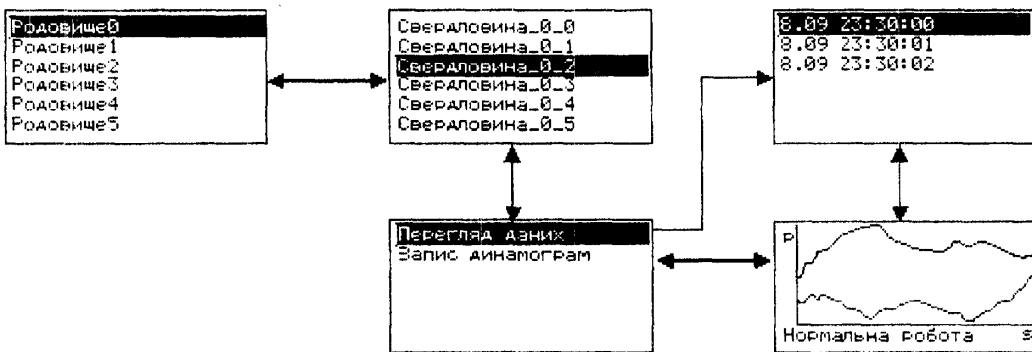 Родовище0
Родовище1
Родовище2
Родовище3
Родовище4
Родовище5
Свердловина_0_0
Свердловина_0_1
Свердловина_0_2
Свердловина_0_3
Свердловина_0_4
Свердловина_0_5
8.09 23:30:00
8.09 23:30:01
8.09 23:30:02
Перегляд даних
Запис динамограм
P
Нормальна робота S